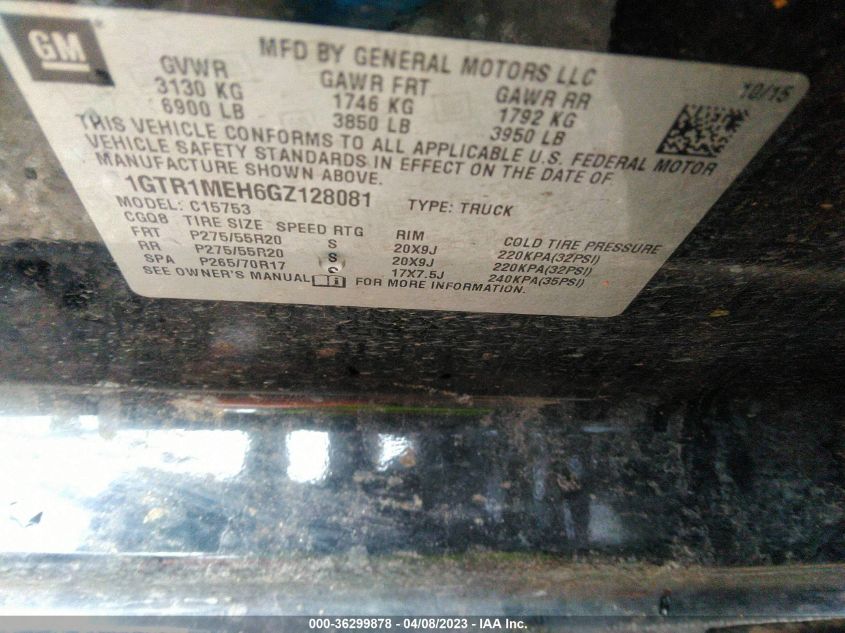 GM
MFD BY GENERAL MOTORS LLC
10/15
GVWR GAWR FRT GAWR RR
3130 KG 1746 KG 1792 KG
6900 LB 3850 LB 3950 LB
THIS VEHICLE CONFORMS TO ALL APPLICABLE U.S. FEDERAL MOTOR
VEHICLE SAFETY STANDARDS IN EFFECT ON THE DATE OF
MANUFACTURE SHOWN ABOVE.
1GTR1MEH6GZ128081 TYPE: TRUCK
MODEL: C15753
CGQ8 TIRE SIZE SPEED RTG RIM COLD TIRE PRESSURE
FRT P275/55R20 S 20X9J 220KPA(32PSI)
RR P275/55R20 S 20X9J 220KPA(32PSI)
SPA P265/70R17 S 17X7.5J 240KPA(35PSI)
SEE OWNER'S MANUAL FOR MORE INFORMATION.
000-36299878 - 04/08/2023 - IAA Inc.